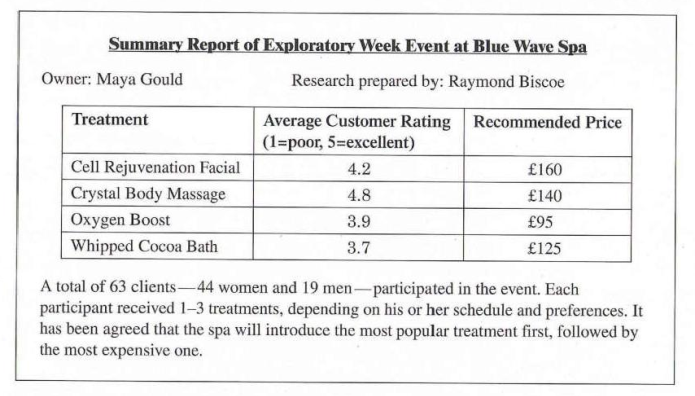 Summary Report of Exploratory Week Event at Blue Wave Spa
Owner: Maya Gould Research prepared by: Raymond Biscoe
Treatment Average Customer Rating Recommended Price
(1=poor, 5=excellent)
Cell Rejuvenation Facial 4.2 £160
Crystal Body Massage 4.8 £140
Oxygen Boost 3.9 £95
Whipped Cocoa Bath 3.7 £125
A total of 63 clients—44 women and 19 men—participated in the event. Each
participant received 1–3 treatments, depending on his or her schedule and preferences. It
has been agreed that the spa will introduce the most popular treatment first, followed by
the most expensive one.